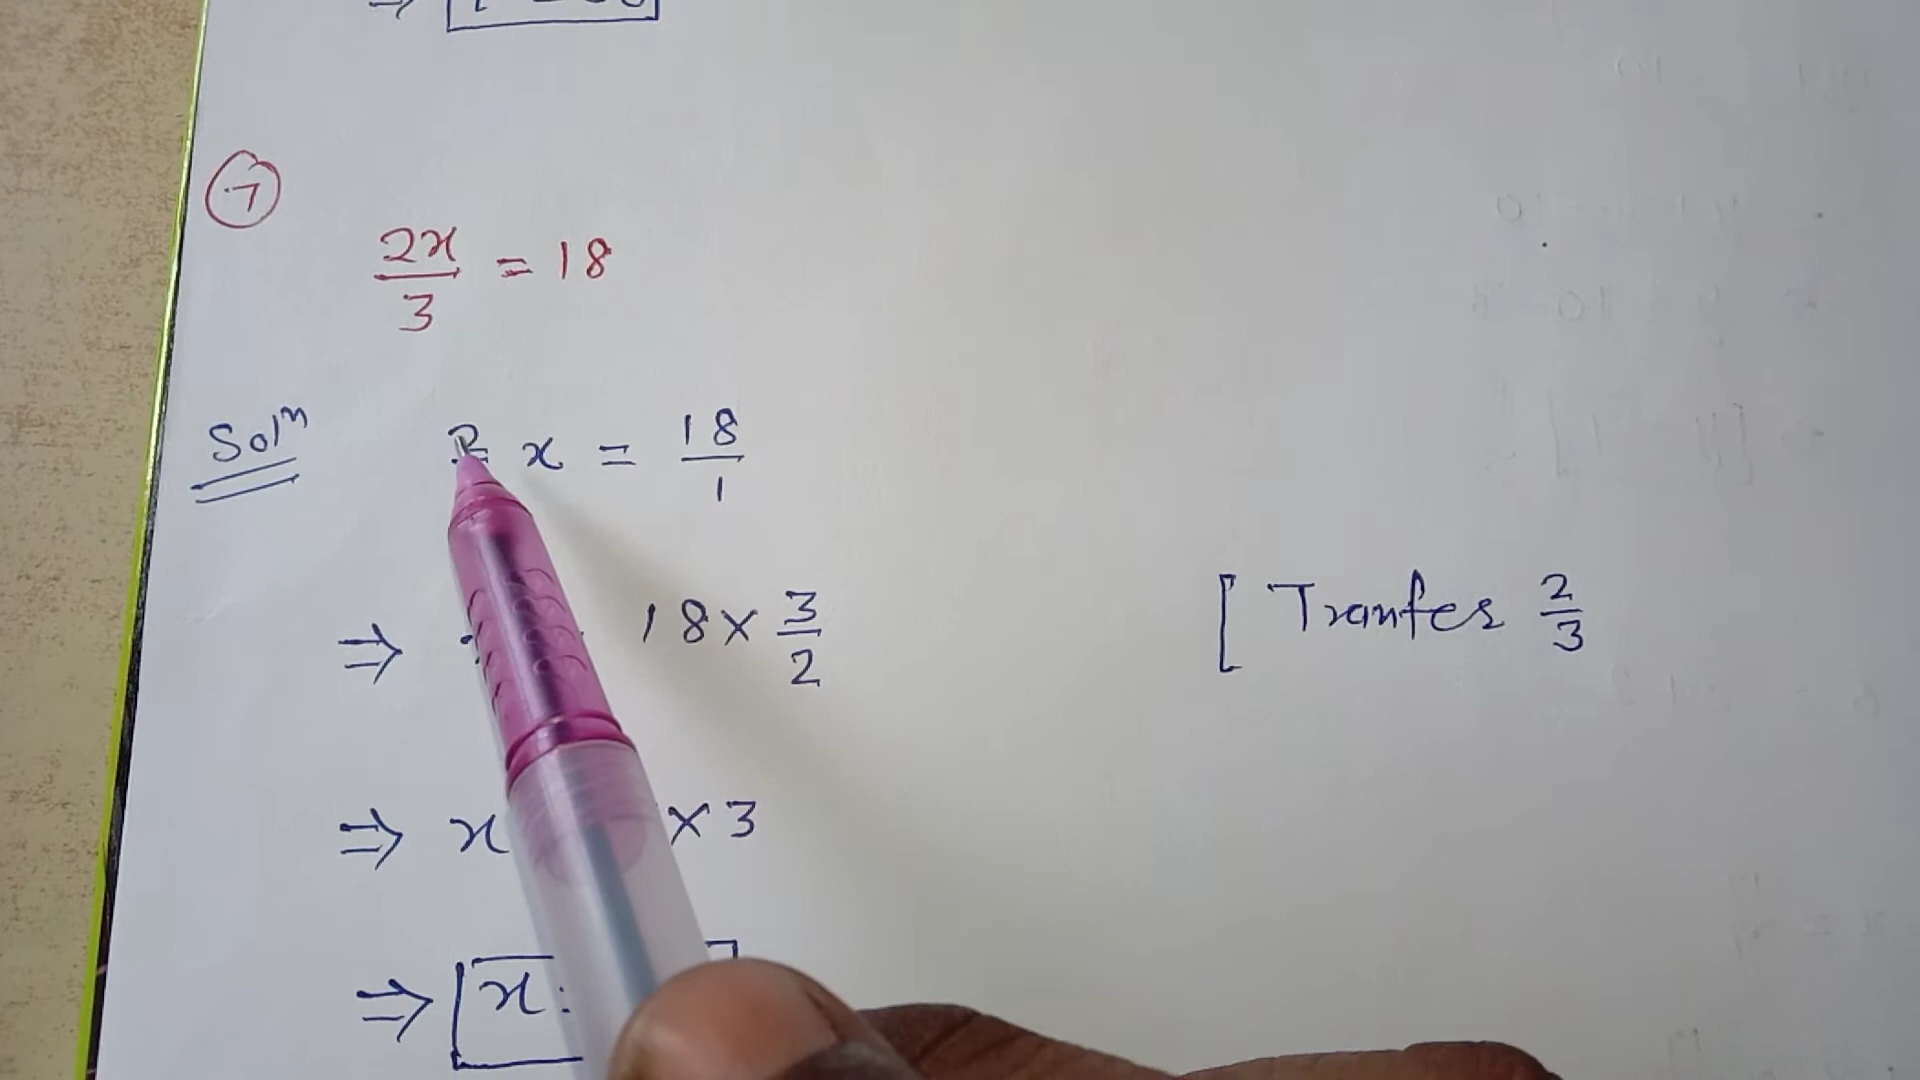 7
2x/3 = 18
Solⁿ x = 18/1
⇒ 18 × 3/2 [ Tranfer 2/3
⇒ x × 3
⇒ x